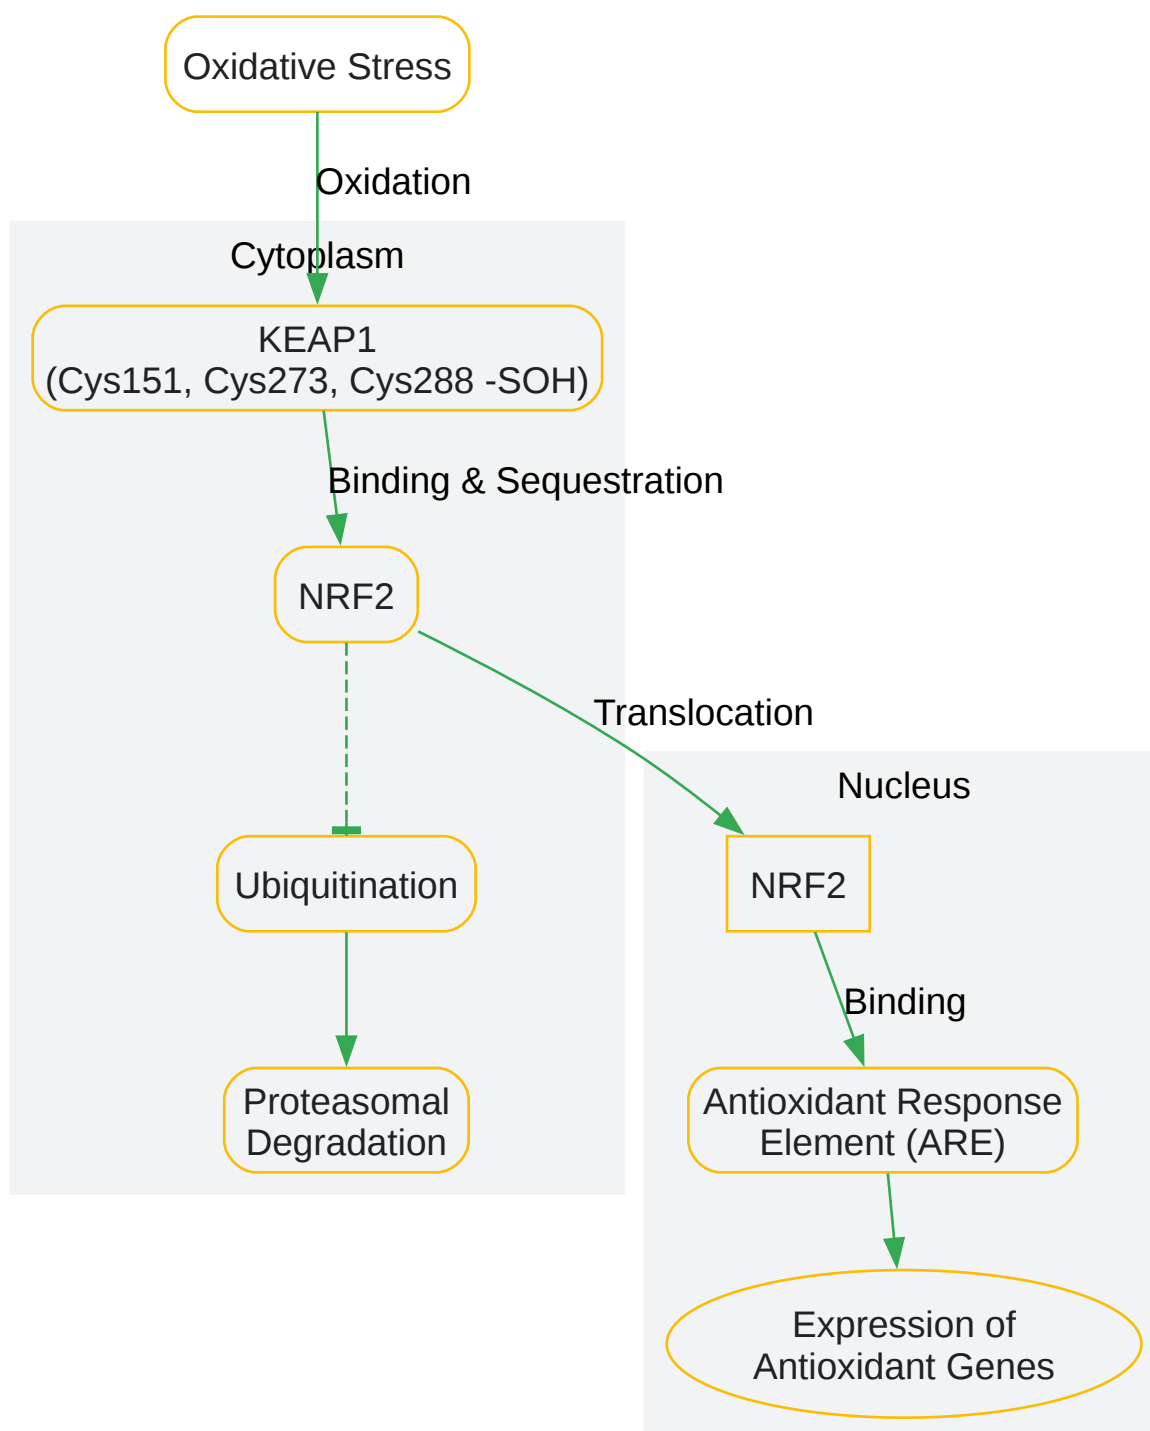 Oxidative Stress
Oxidation
Cytoplasm
KEAP1
(Cys151, Cys273, Cys288 -SOH)
Binding & Sequestration
NRF2
Translocation
Nucleus
Ubiquitination
NRF2
Binding
Proteasomal
Degradation
Antioxidant Response
Element (ARE)
Expression of
Antioxidant Genes